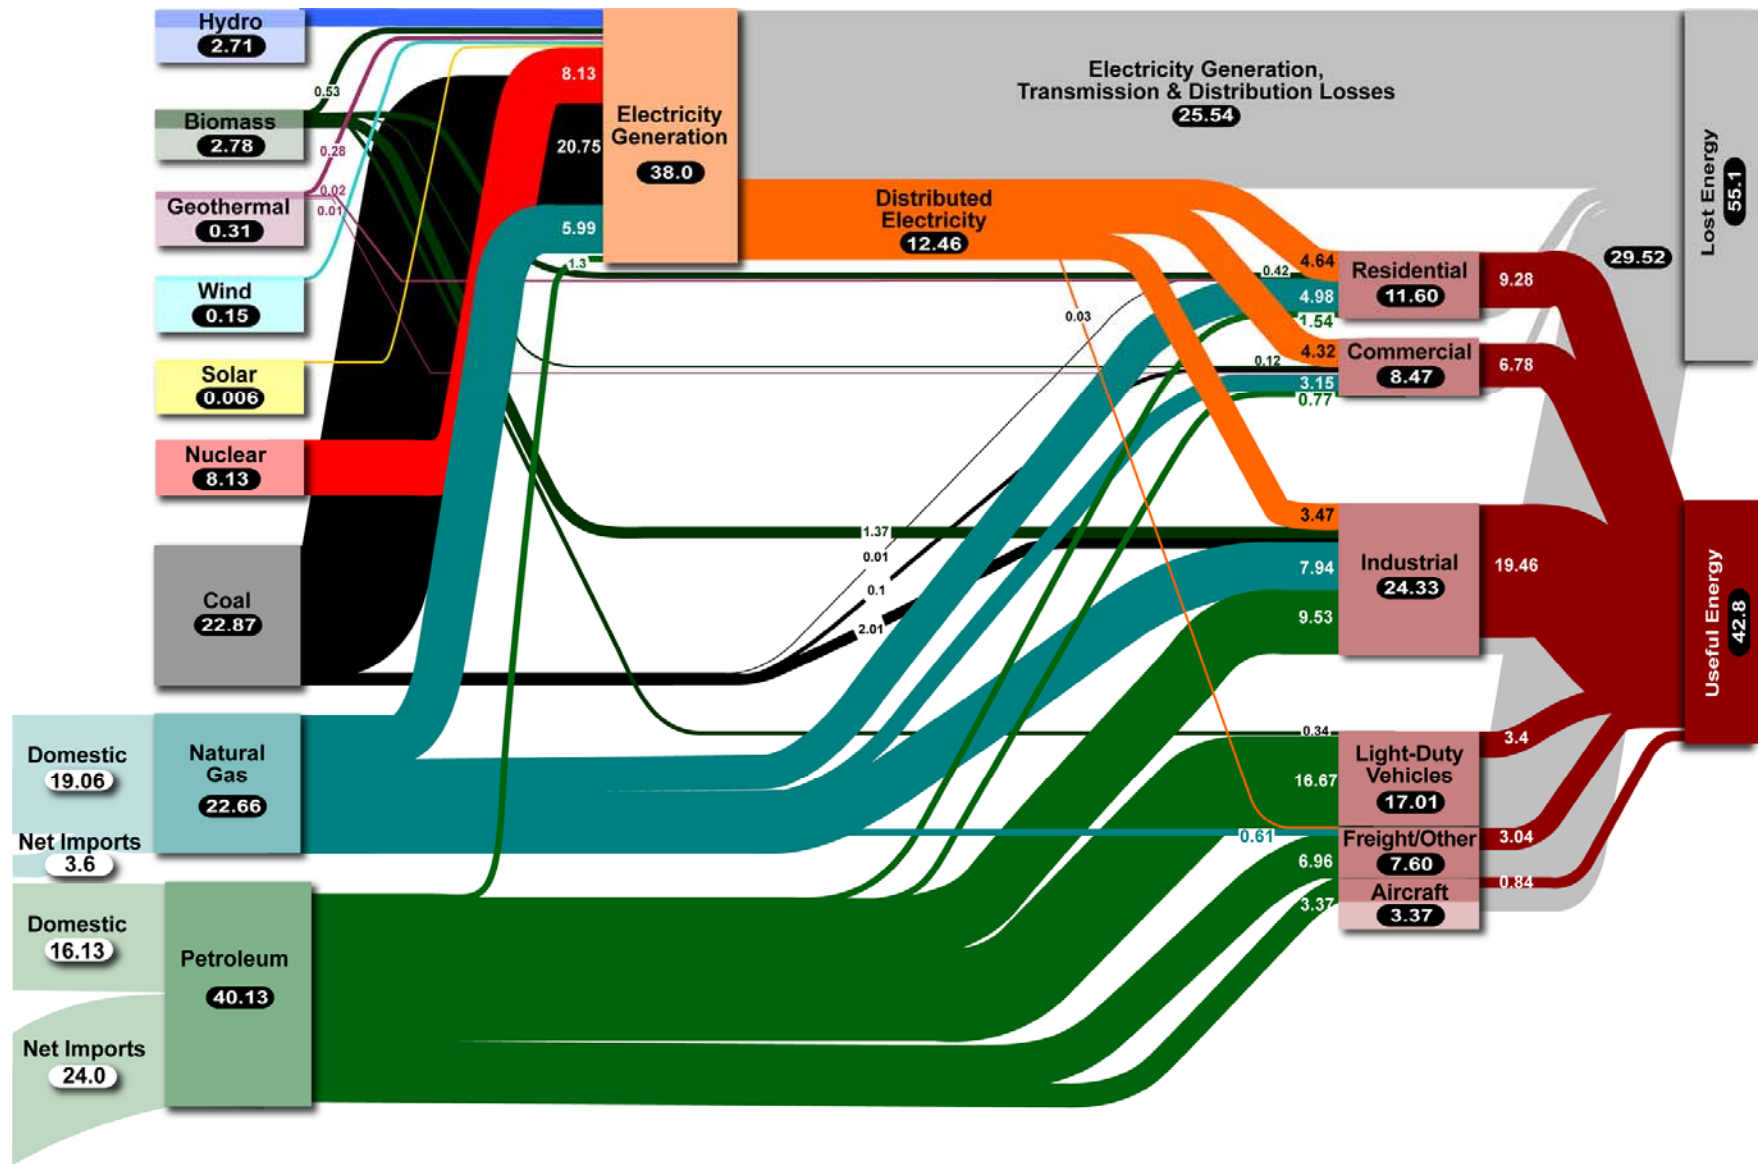 Hydro
2.71
Biomass
2.78
Geothermal
0.31
Wind
0.15
Solar
0.006
Nuclear
8.13
Coal
22.87
Domestic
19.06
Net Imports
3.6
Natural
Gas
22.66
Domestic
16.13
Net Imports
24.0
Petroleum
40.13
0.53
0.28
0.02
0.01
8.13
20.75
5.99
1.3
Electricity
Generation
38.0
Electricity Generation,
Transmission & Distribution Losses
25.54
Distributed
Electricity
12.46
0.03
1.37
0.01
0.1
2.01
4.64
0.42
4.98
1.54
4.32
0.12
3.15
0.77
3.47
7.94
9.53
0.34
16.67
0.61
6.96
3.37
Residential
11.60
Commercial
8.47
Industrial
24.33
Light-Duty
Vehicles
17.01
Freight/Other
7.60
Aircraft
3.37
9.28
6.78
19.46
3.4
3.04
0.84
29.52
Lost Energy
55.1
Useful Energy
42.8